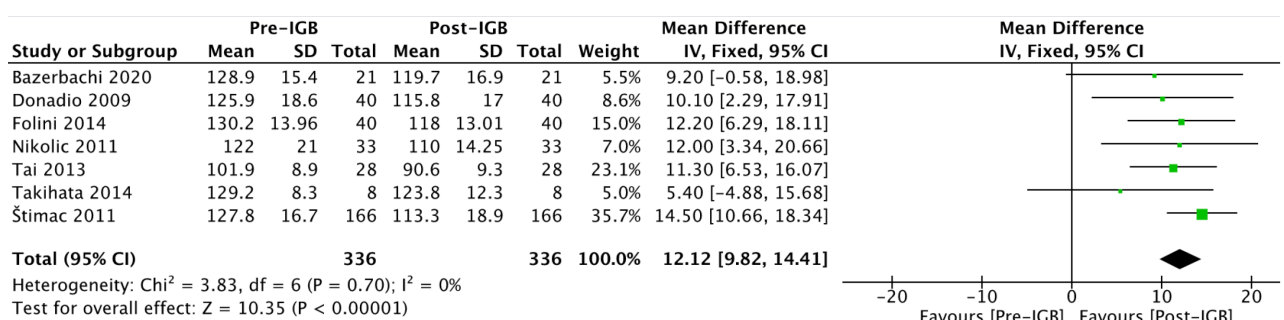 Pre-IGB Post-IGB Mean Difference Mean Difference
Study or Subgroup Mean SD Total Mean SD Total Weight IV, Fixed, 95% CI IV, Fixed, 95% CI
Bazerbachi 2020 128.9 15.4 21 119.7 16.9 21 5.5% 9.20 [−0.58, 18.98]
Donadio 2009 125.9 18.6 40 115.8 17 40 8.6% 10.10 [2.29, 17.91]
Folini 2014 130.2 13.96 40 118 13.01 40 15.0% 12.20 [6.29, 18.11]
Nikolic 2011 122 21 33 110 14.25 33 7.0% 12.00 [3.34, 20.66]
Tai 2013 101.9 8.9 28 90.6 9.3 28 23.1% 11.30 [6.53, 16.07]
Takihata 2014 129.2 8.3 8 123.8 12.3 8 5.0% 5.40 [−4.88, 15.68]
Štimac 2011 127.8 16.7 166 113.3 18.9 166 35.7% 14.50 [10.66, 18.34]
Total (95% CI) 336 336 100.0% 12.12 [9.82, 14.41]
Heterogeneity: Chi² = 3.83, df = 6 (P = 0.70); I² = 0%
Test for overall effect: Z = 10.35 (P < 0.00001)
−20 −10 0 10 20
Favours [Pre-IGB] Favours [Post-IGB]